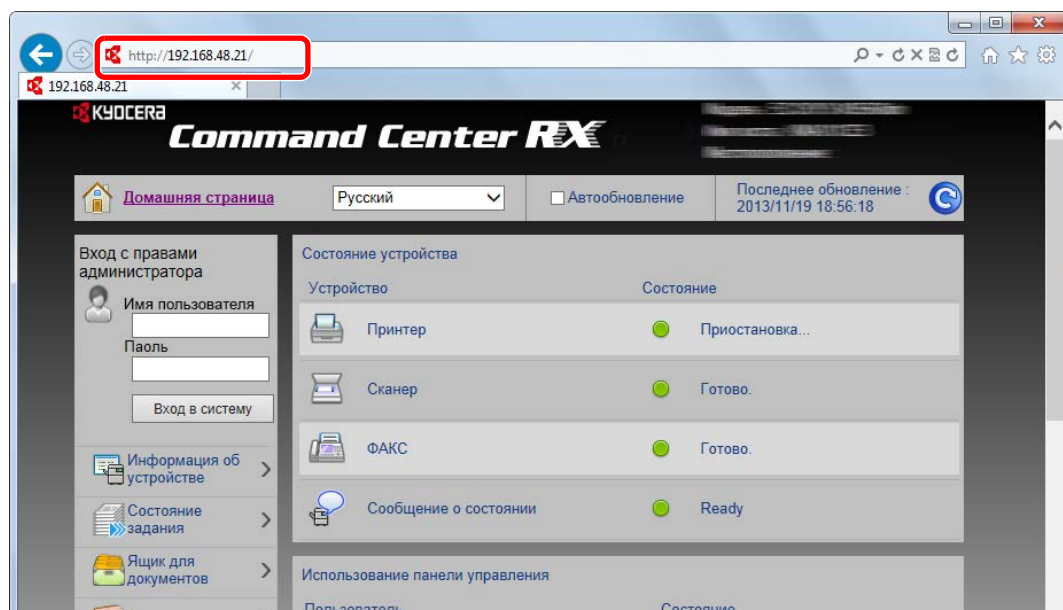 http://192.168.48.21/
192.168.48.21
KYOCERA
Command Center RX
Домашняя страница
Русский
Автообновление
Последнее обновление :
2013/11/19 18:56:18
Вход с правами
администратора
Имя пользователя
Паоль
Вход в систему
Информация об
устройстве
Состояние
задания
Ящик для
документов
Состояние устройства
Устройство Состояние
Принтер Приостановка...
Сканер Готово.
ФАКС Готово.
Сообщение о состоянии Ready
Использование панели управления
Пользователь Состояние